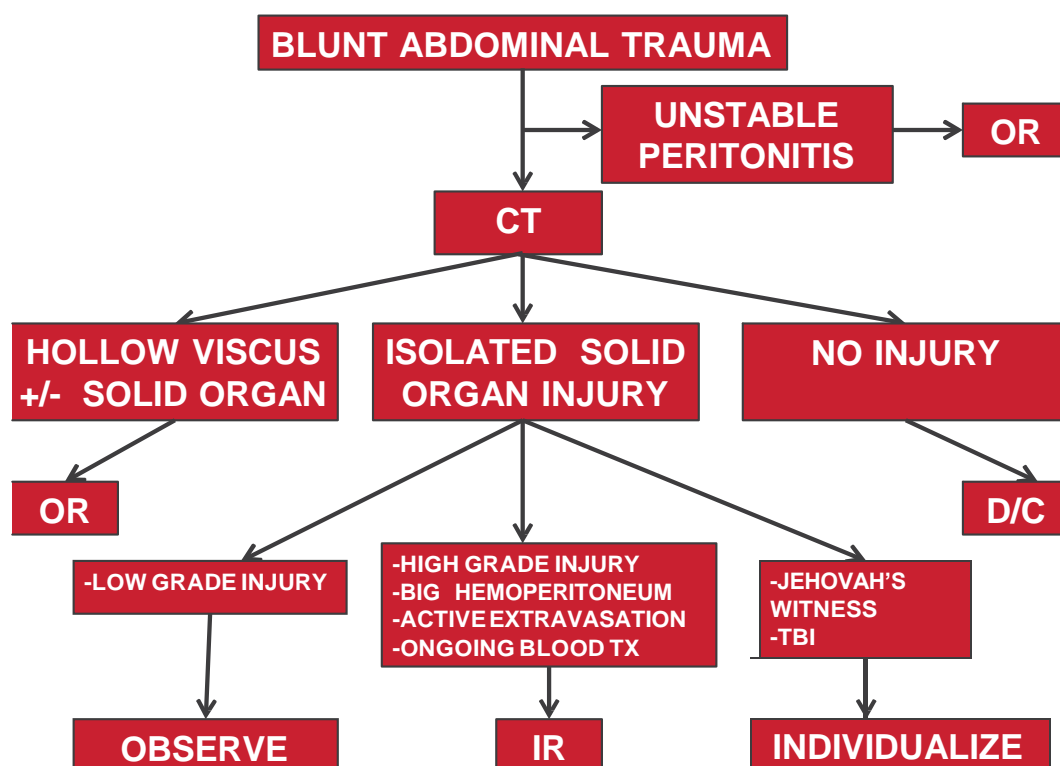 BLUNT ABDOMINAL TRAUMA
UNSTABLE
PERITONITIS
OR
CT
HOLLOW VISCUS
+/- SOLID ORGAN
ISOLATED SOLID
ORGAN INJURY
NO INJURY
OR
D/C
-LOW GRADE INJURY
-HIGH GRADE INJURY
-BIG HEMOPERITONEUM
-ACTIVE EXTRAVASATION
-ONGOING BLOOD TX
-JEHOVAH'S
WITNESS
-TBI
OBSERVE
IR
INDIVIDUALIZE